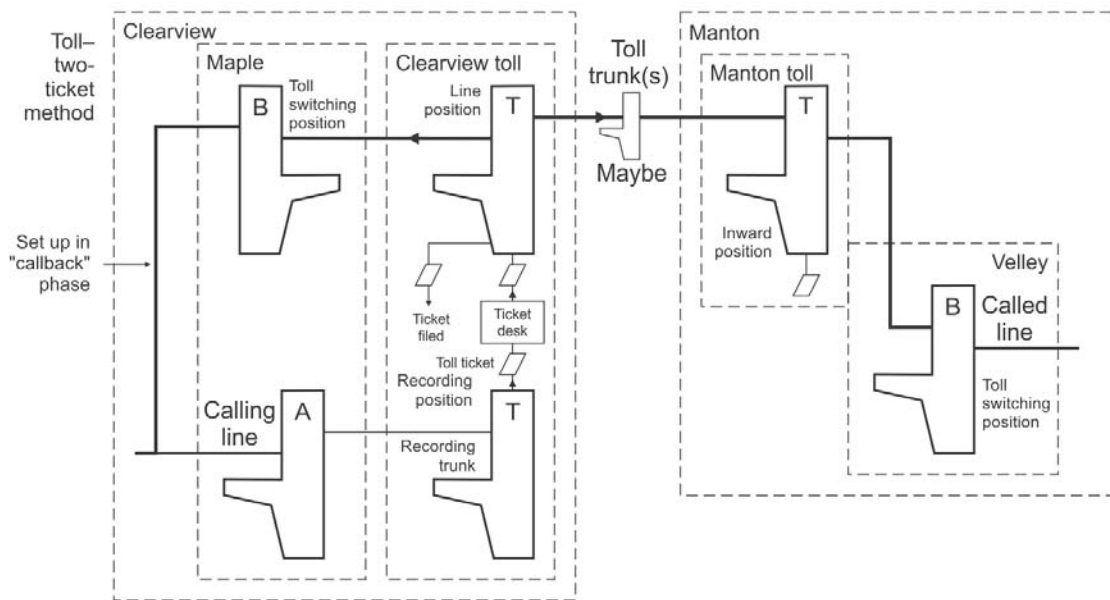 Toll–
two-
ticket
method
Clearview
Maple
B
Toll
switching
position
Clearview toll
Line
position
T
Toll
trunk(s)
Maybe
Manton
Manton toll
T
Inward
position
Set up in
"callback"
phase
Ticket
filed
Ticket
desk
Toll ticket
Recording
position
Calling
line
A
Recording
trunk
T
Velley
B
Called
line
Toll
switching
position